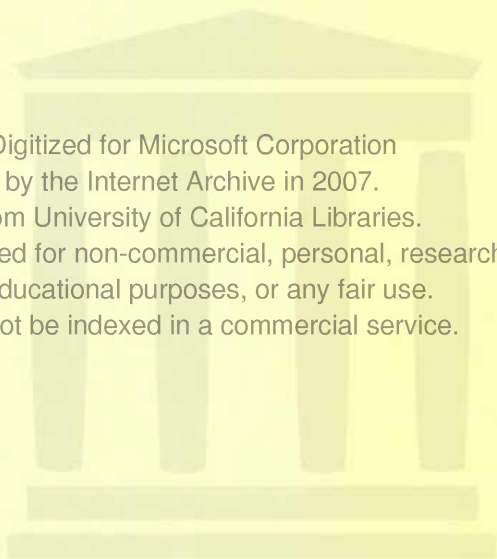 Digitized for Microsoft Corporation
by the Internet Archive in 2007.
om University of California Libraries.
ed for non-commercial, personal, research
ducational purposes, or any fair use.
ot be indexed in a commercial service.